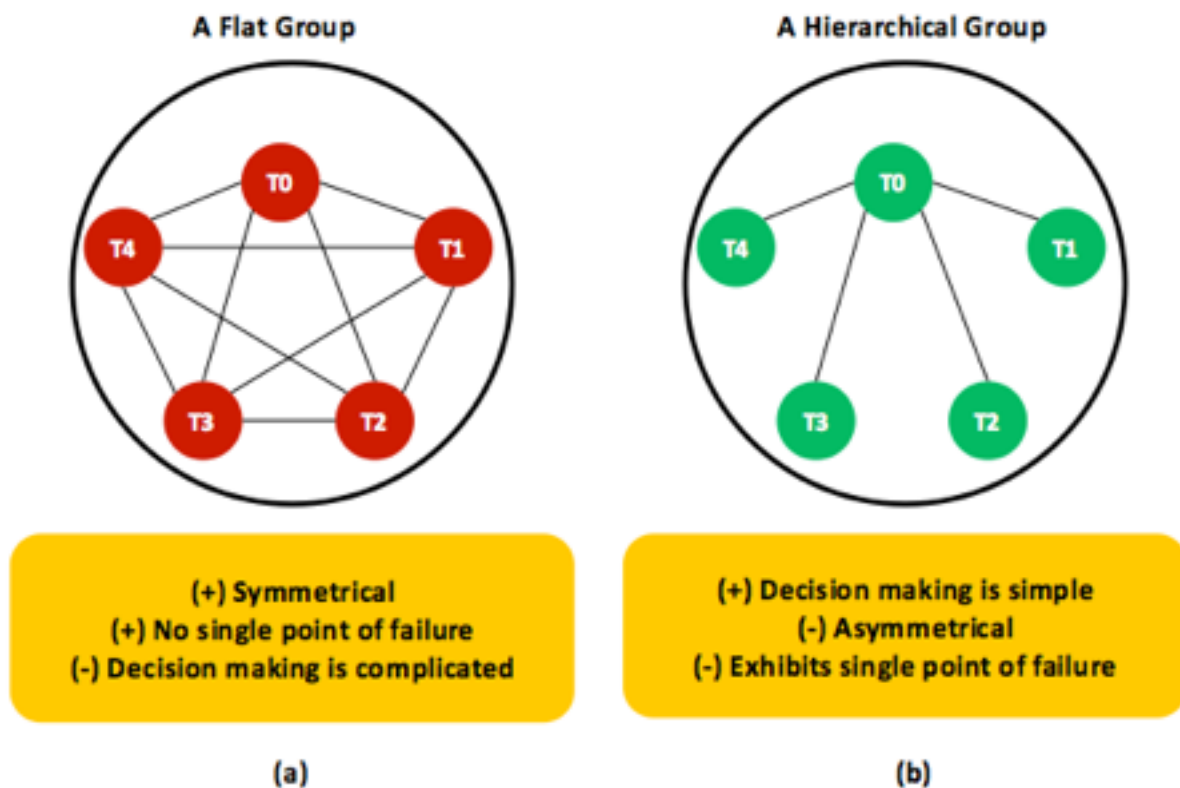 A Flat Group
T0
T4
T1
T3
T2
(+) Symmetrical
(+) No single point of failure
(-) Decision making is complicated
(a)
A Hierarchical Group
T0
T4
T1
T3
T2
(+) Decision making is simple
(-) Asymmetrical
(-) Exhibits single point of failure
(b)